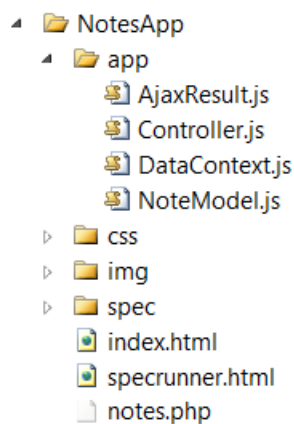 NotesApp
app
AjaxResult.js
Controller.js
DataContext.js
NoteModel.js
css
img
spec
index.html
specrunner.html
notes.php